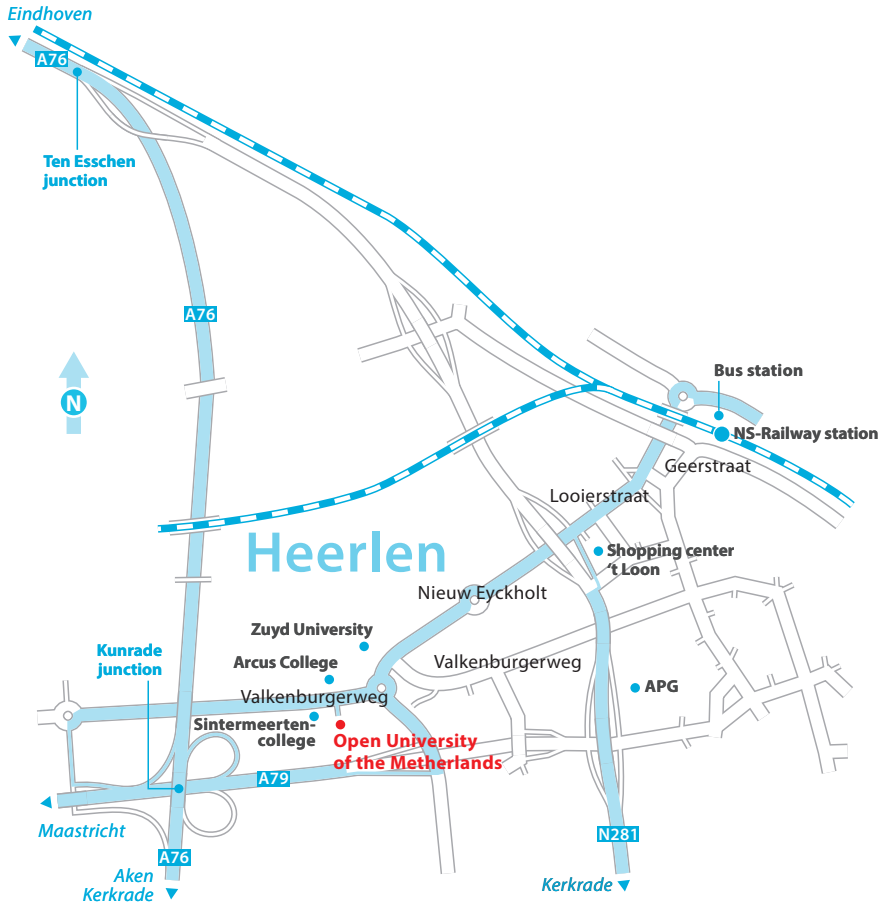 Eindhoven
A76
Ten Esschen
junction
A76
N
Bus station
NS-Railway station
Geerstraat
Looierstraat
Heerlen
Shopping center
‘t Loon
Nieuw Eyckholt
Zuyd University
Kunrade
junction
Arcus College
Valkenburgerweg
APG
Valkenburgerweg
Sintermeerten-
college
Open University
of the Metherlands
A79
Maastricht
N281
A76
Aken
Kerkrade
Kerkrade